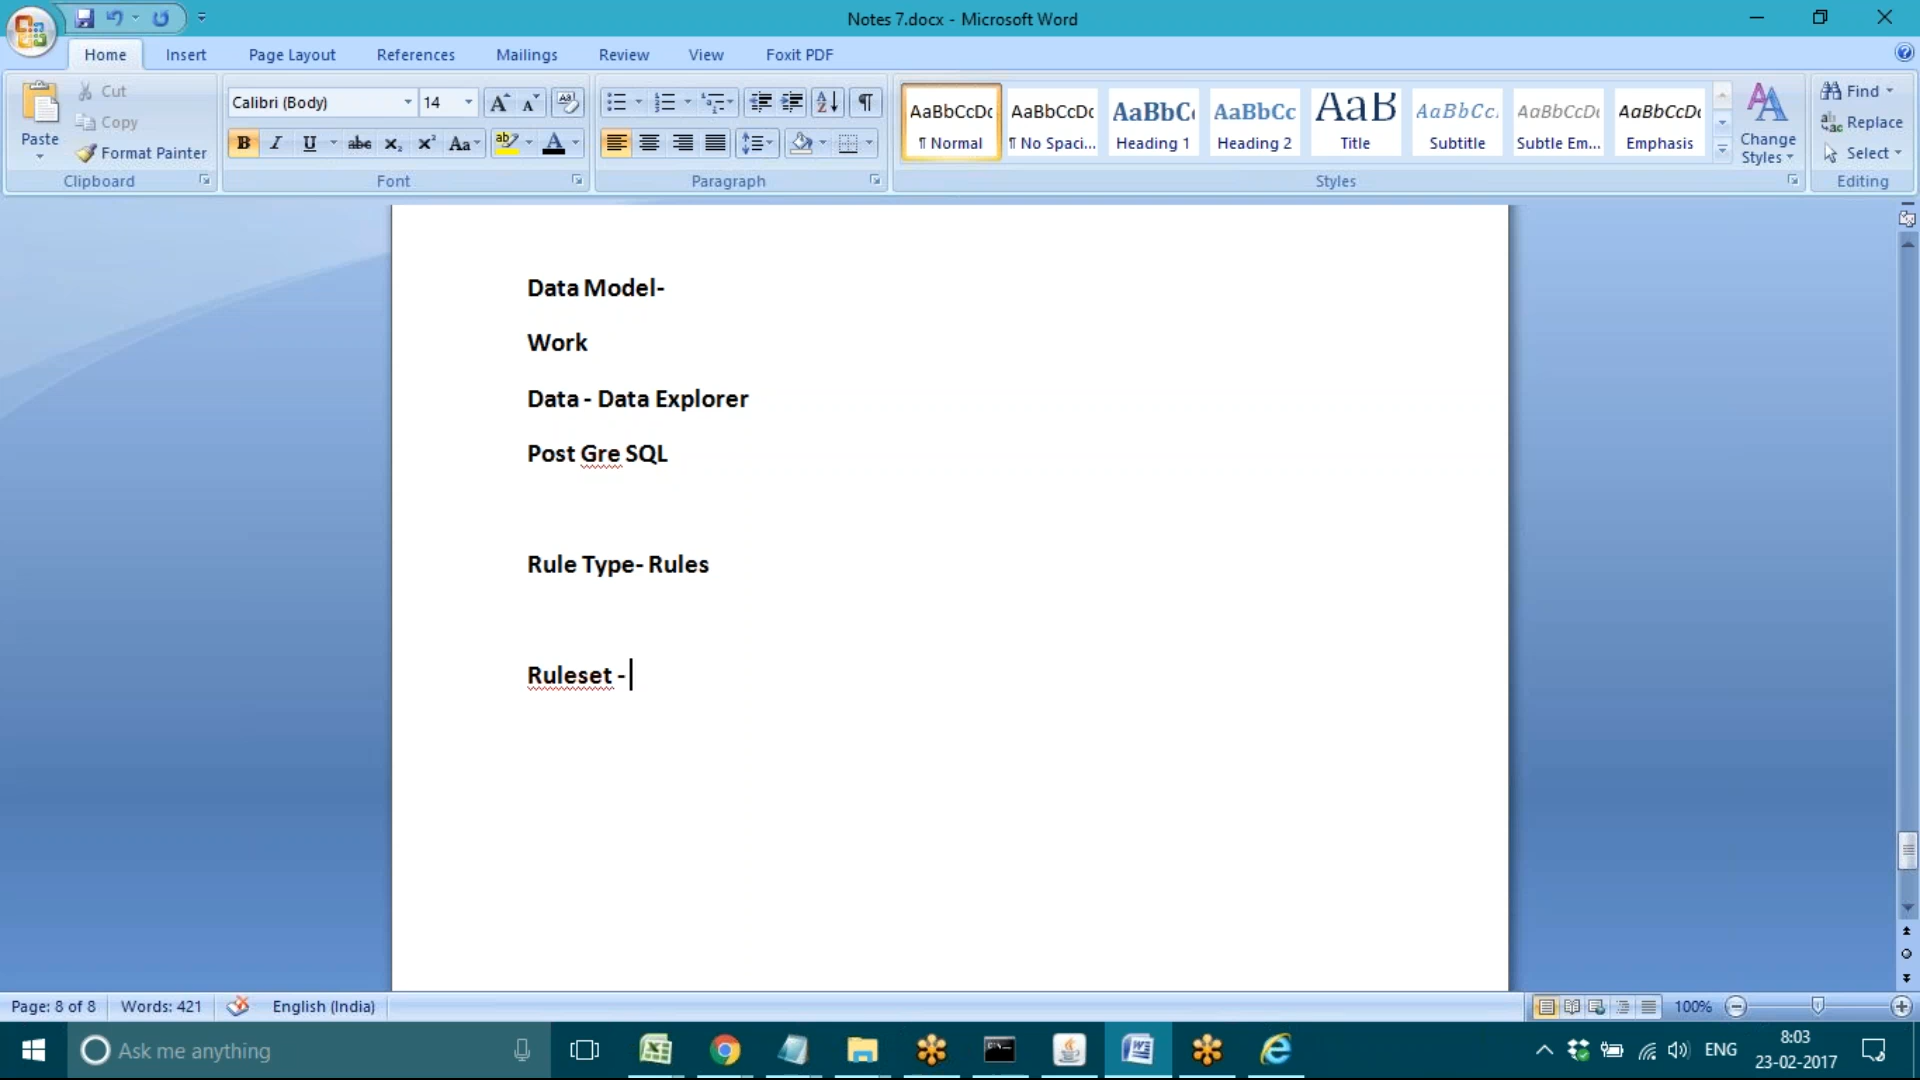 Notes 7.docx - Microsoft Word
Home Insert Page Layout References Mailings Review View Foxit PDF
Paste
Cut
Copy
Format Painter
Clipboard
Calibri (Body) 14
Font
Paragraph
AaBbCcDc AaBbCcDc AaBbC AaBbCc AaB AaBbCc. AaBbCcDc AaBbCcDc
¶ Normal ¶ No Spaci... Heading 1 Heading 2 Title Subtitle Subtle Em... Emphasis
Change Styles
Styles
Find
Replace
Select
Editing
Data Model-
Work
Data - Data Explorer
Post Gre SQL
Rule Type- Rules
Ruleset -
Page: 8 of 8 Words: 421 English (India) 100%
Ask me anything
ENG
8:03
23-02-2017